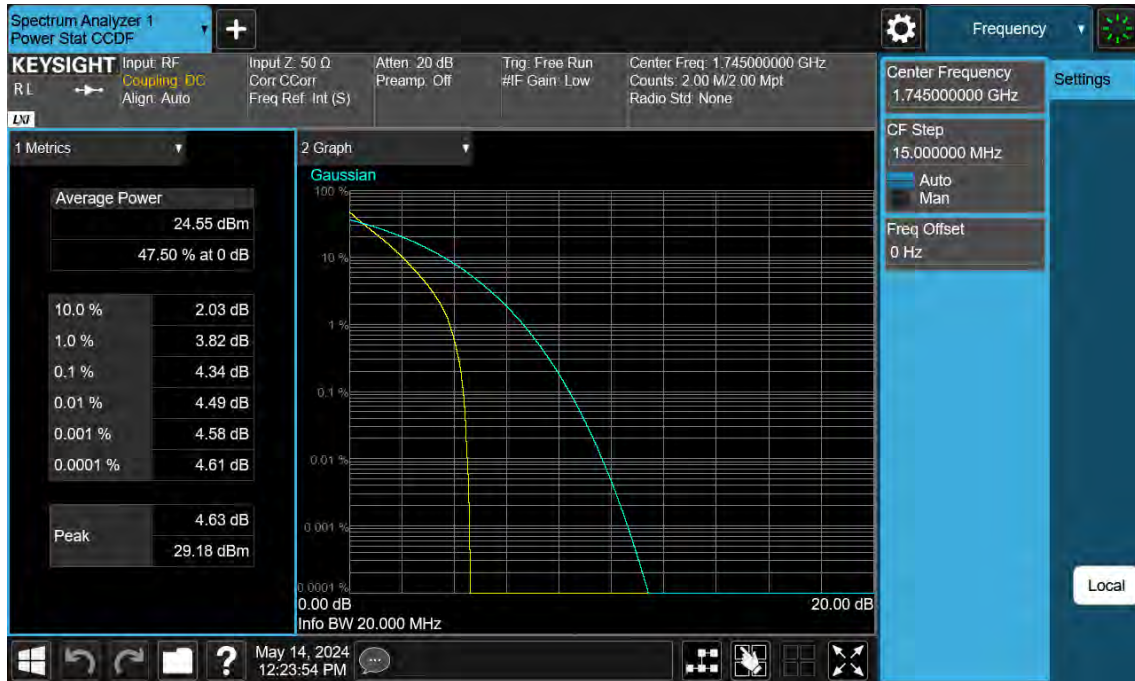 Spectrum Analyzer 1
Power Stat CCDF
Frequency
KEYSIGHT
R L
LXI
Input: RF
Coupling: DC
Align: Auto
Input Z: 50 Ω
Corr CCorr
Freq Ref: Int (S)
Atten: 20 dB
Preamp: Off
Trig: Free Run
#IF Gain: Low
Center Freq: 1.745000000 GHz
Counts: 2.00 M/2.00 Mpt
Radio Std: None
Center Frequency
1.745000000 GHz
Settings
CF Step
15.000000 MHz
Auto
Man
Freq Offset
0 Hz
Local
1 Metrics
Average Power
24.55 dBm
47.50 % at 0 dB
10.0 % 2.03 dB
1.0 % 3.82 dB
0.1 % 4.34 dB
0.01 % 4.49 dB
0.001 % 4.58 dB
0.0001 % 4.61 dB
Peak
4.63 dB
29.18 dBm
2 Graph
Gaussian
100 %
10 %
1 %
0.1 %
0.01 %
0.001 %
0.0001 %
0.00 dB
20.00 dB
Info BW 20.000 MHz
?
May 14, 2024
12:23:54 PM